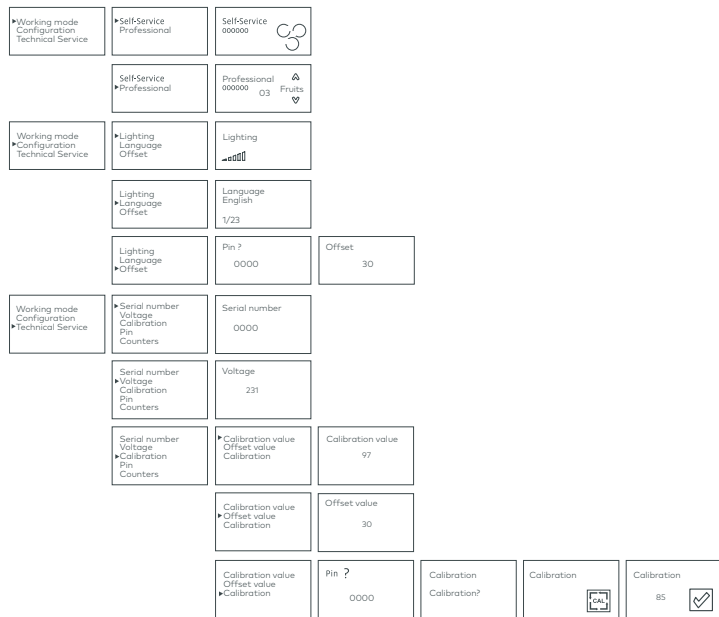 Working mode
Configuration
Technical Service
Self-Service
Professional
Self-Service
000000
Self-Service
Professional
Professional
000000
03
Fruits
Working mode
Configuration
Technical Service
Lighting
Language
Offset
Lighting
Lighting
Language
Offset
Language
English
1/23
Lighting
Language
Offset
Pin ?
0000
Offset
30
Working mode
Configuration
Technical Service
Serial number
Voltage
Calibration
Pin
Counters
Serial number
0000
Serial number
Voltage
Calibration
Pin
Counters
Voltage
231
Serial number
Voltage
Calibration
Pin
Counters
Calibration value
Offset value
Calibration
Calibration value
97
Calibration value
Offset value
Calibration
Offset value
30
Calibration value
Offset value
Calibration
Pin ?
0000
Calibration
Calibration?
Calibration
CAL
Calibration
85